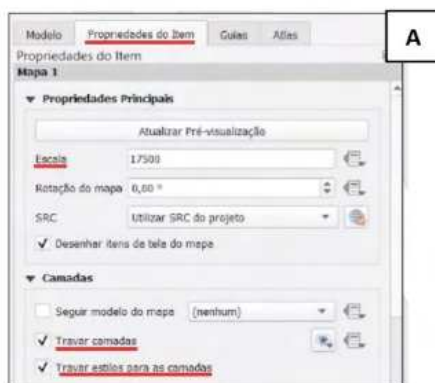 Modelo Propriedades do Item Guias Atlas
A
Propriedades do Item
Mapa 1
Propriedades Principais
Atualizar Pré-visualização
Escala 17500
Rotação do mapa 0,00 °
SRC Utilizar SRC do projeto
Desenhar itens de tela do mapa
Camadas
Seguir modelo do mapa (nenhum)
Travar camadas
Travar estilos para as camadas